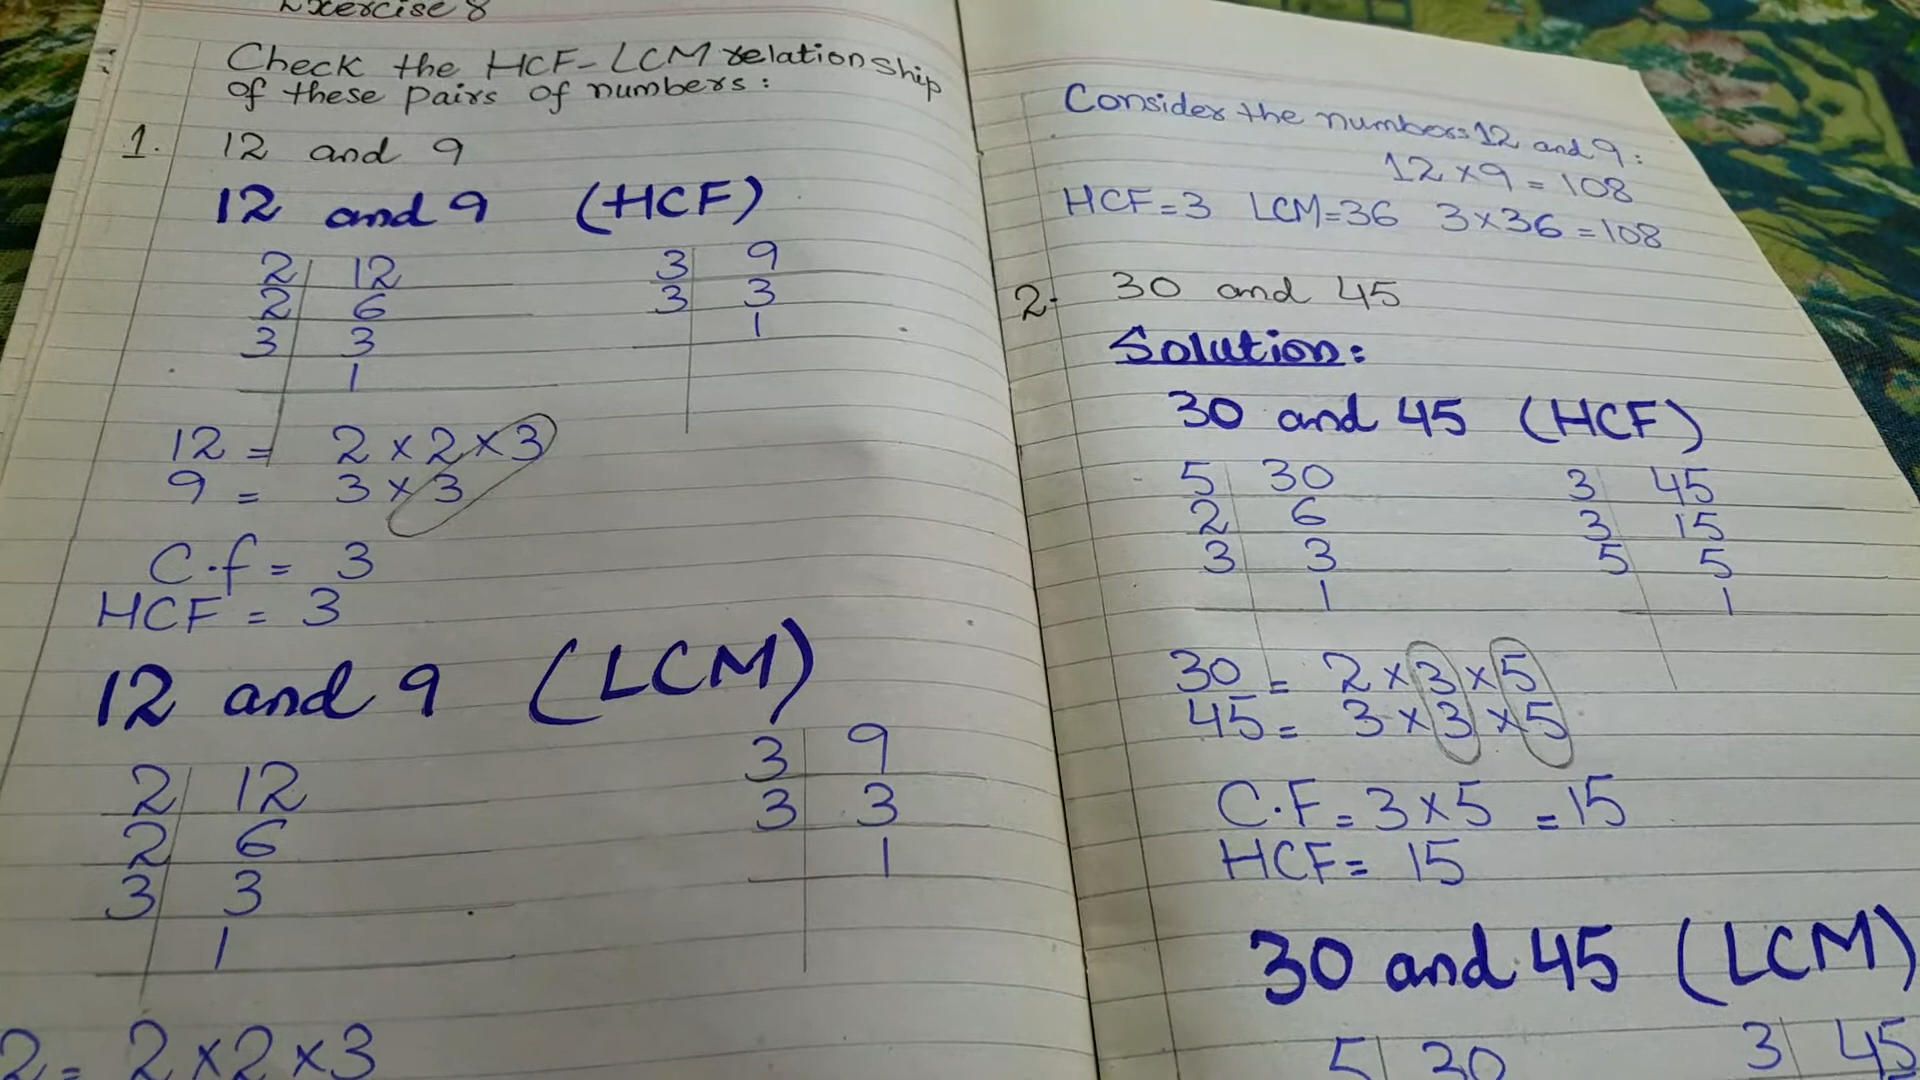 Exercise 8
Check the HCF-LCM relationship
of these pairs of numbers:
1. 12 and 9
12 and 9 (HCF)
2 12 3 9
2 6 3 3
3 3 1
1
12 = 2 × 2 × 3
9 = 3 × 3
C.f = 3
HCF = 3
12 and 9 (LCM)
2 12 3 9
2 6 3 3
3 3 1
1
2 = 2 × 2 × 3
Consider the numbers 12 and 9:
12 × 9 = 108
HCF = 3 LCM = 36 3 × 36 = 108
2. 30 and 45
Solution:
30 and 45 (HCF)
5 30 3 45
2 6 3 15
3 3 5 5
1 1
30 = 2 × 3 × 5
45 = 3 × 3 × 5
C.F = 3 × 5 = 15
HCF = 15
30 and 45 (LCM)
5 30 3 45